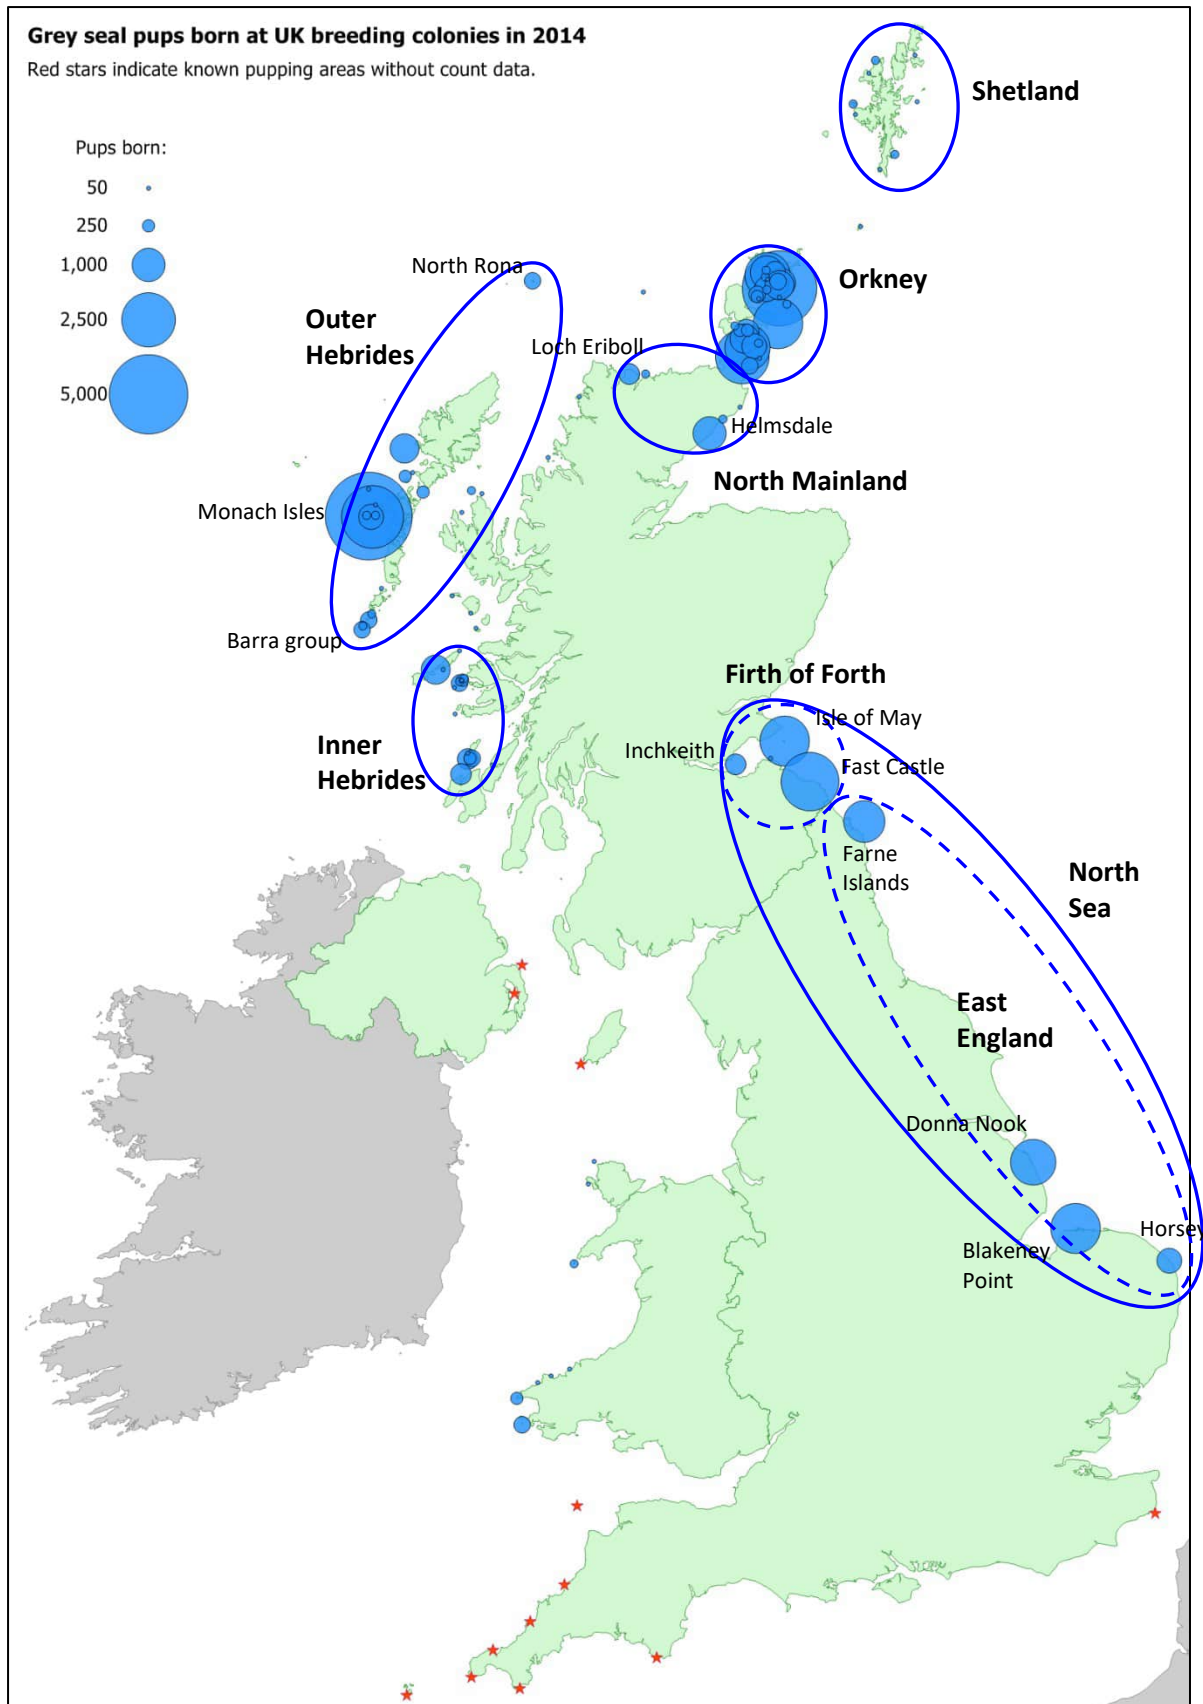 Grey seal pups born at UK breeding colonies in 2014
Red stars indicate known pupping areas without count data.
Shetland
Pups born:
50
250
1,000
2,500
5,000
North Rona
Orkney
Outer
Hebrides
Loch Eriboll
Helmsdale
North Mainland
Monach Isles
Barra group
Firth of Forth
Isle of May
Inchkeith
Fast Castle
Inner
Hebrides
Farne
Islands
North
Sea
East
England
Donna Nook
Horsey
Blakeney
Point